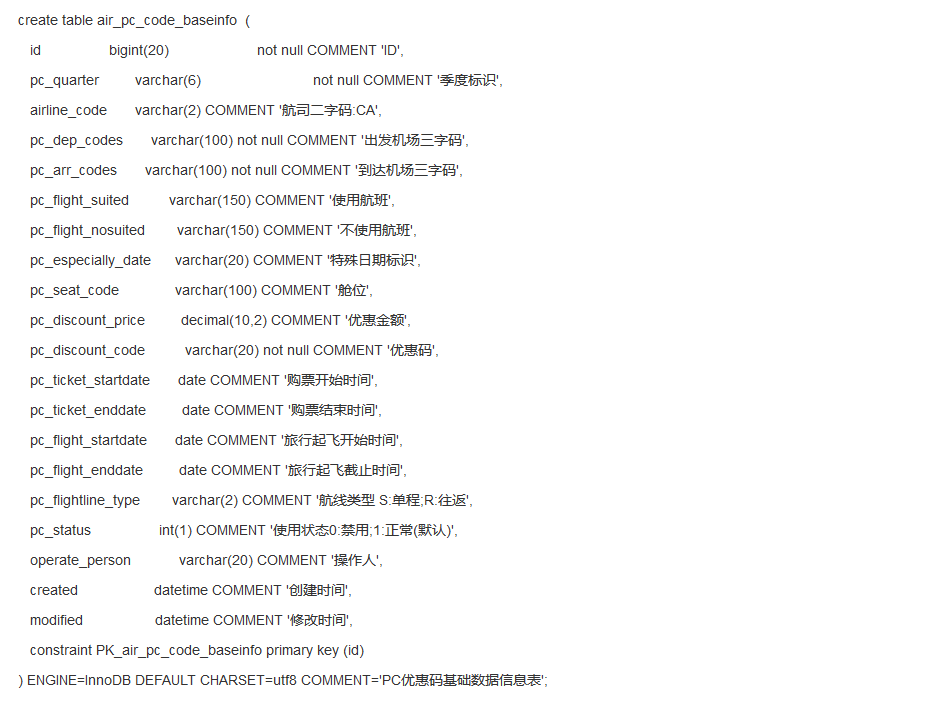 create table air_pc_code_baseinfo (
id bigint(20) not null COMMENT 'ID',
pc_quarter varchar(6) not null COMMENT '季度标识',
airline_code varchar(2) COMMENT '航司二字码:CA',
pc_dep_codes varchar(100) not null COMMENT '出发机场三字码',
pc_arr_codes varchar(100) not null COMMENT '到达机场三字码',
pc_flight_suited varchar(150) COMMENT '使用航班',
pc_flight_nosuited varchar(150) COMMENT '不使用航班',
pc_especially_date varchar(20) COMMENT '特殊日期标识',
pc_seat_code varchar(100) COMMENT '舱位',
pc_discount_price decimal(10,2) COMMENT '优惠金额',
pc_discount_code varchar(20) not null COMMENT '优惠码',
pc_ticket_startdate date COMMENT '购票开始时间',
pc_ticket_enddate date COMMENT '购票结束时间',
pc_flight_startdate date COMMENT '旅行起飞开始时间',
pc_flight_enddate date COMMENT '旅行起飞截止时间',
pc_flightline_type varchar(2) COMMENT '航线类型 S:单程;R:往返',
pc_status int(1) COMMENT '使用状态0:禁用;1:正常(默认)',
operate_person varchar(20) COMMENT '操作人',
created datetime COMMENT '创建时间',
modified datetime COMMENT '修改时间',
constraint PK_air_pc_code_baseinfo primary key (id)
) ENGINE=InnoDB DEFAULT CHARSET=utf8 COMMENT='PC优惠码基础数据信息表';